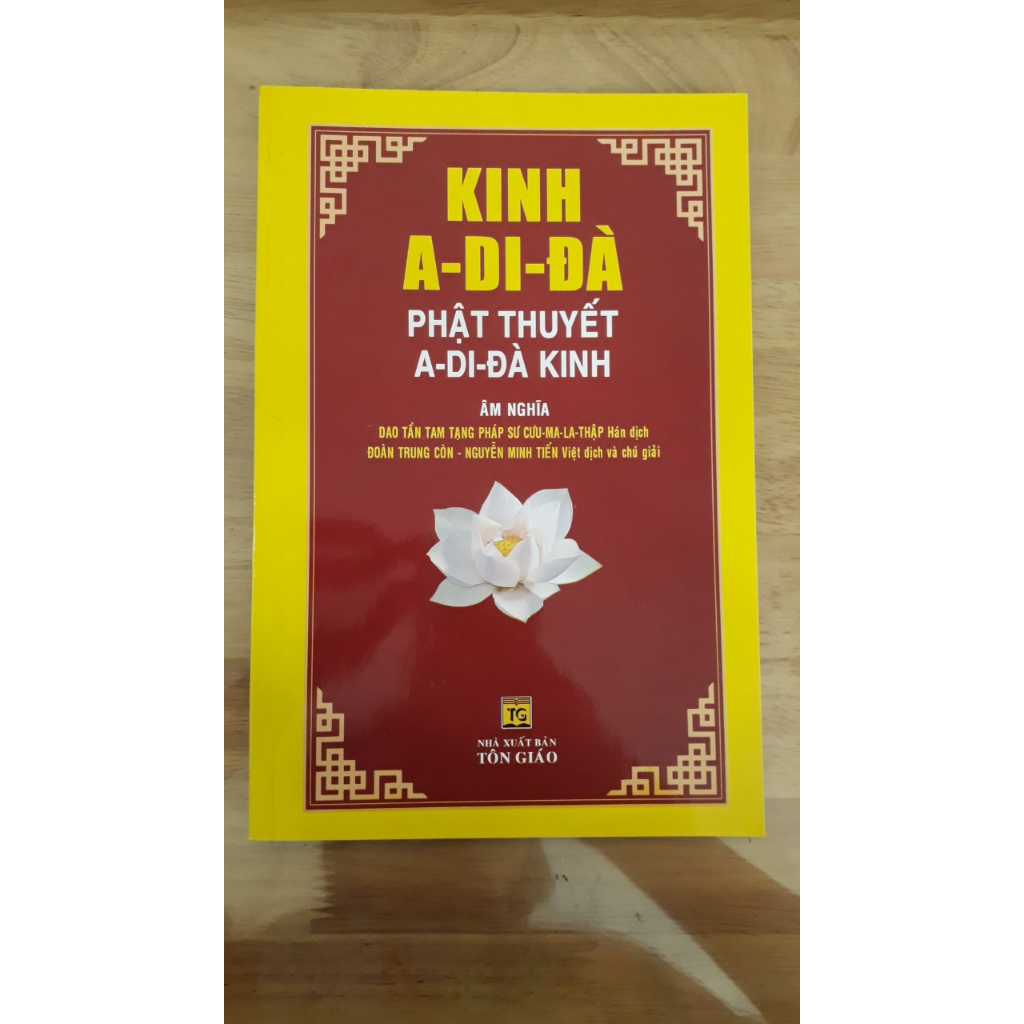 KINH
A-DI-ĐÀ
PHẬT THUYẾT
A-DI-ĐÀ KINH
ÂM NGHĨA
DAO TẦN TAM TẠNG PHÁP SƯ CƯU-MA-LA-THẬP Hán dịch
ĐOÀN TRUNG CÒN - NGUYỄN MINH TIẾN Việt dịch và chú giải
TG
NHÀ XUẤT BẢN
TÔN GIÁO